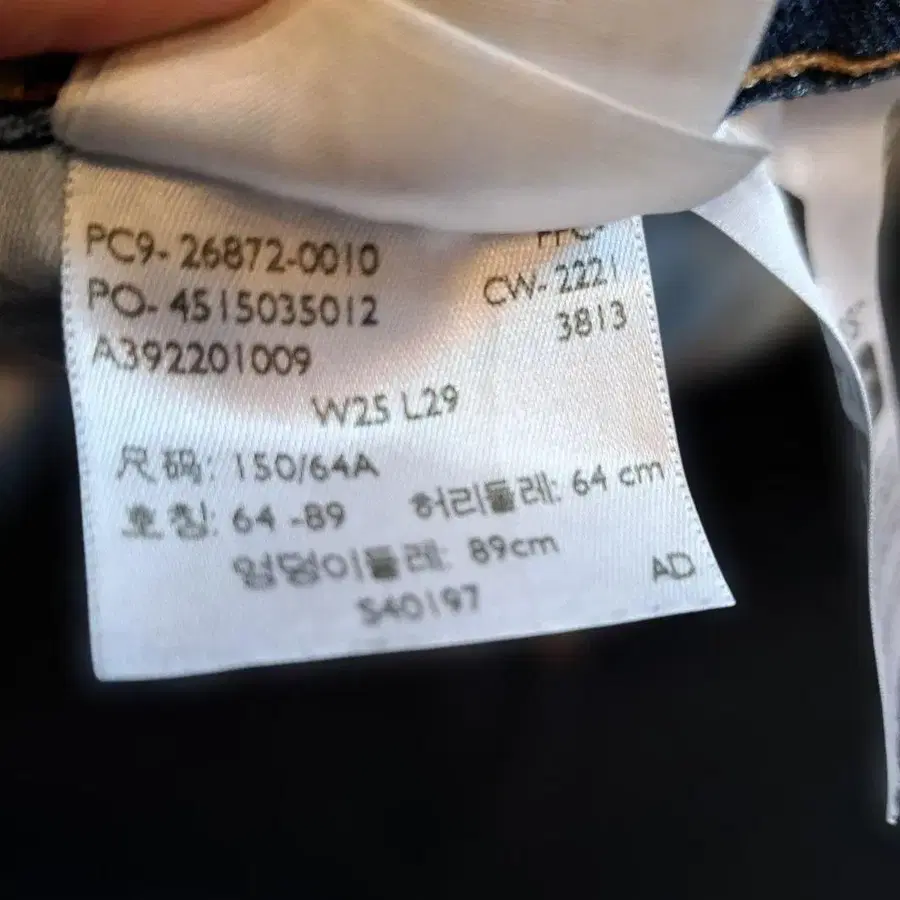 PC9- 26872-0010
PO- 4515035012 CW- 2221
A392201009 3813
W25 L29
尺码: 150/64A
호칭: 64 -89 허리둘레: 64 cm
엉덩이둘레: 89cm AD
S40197